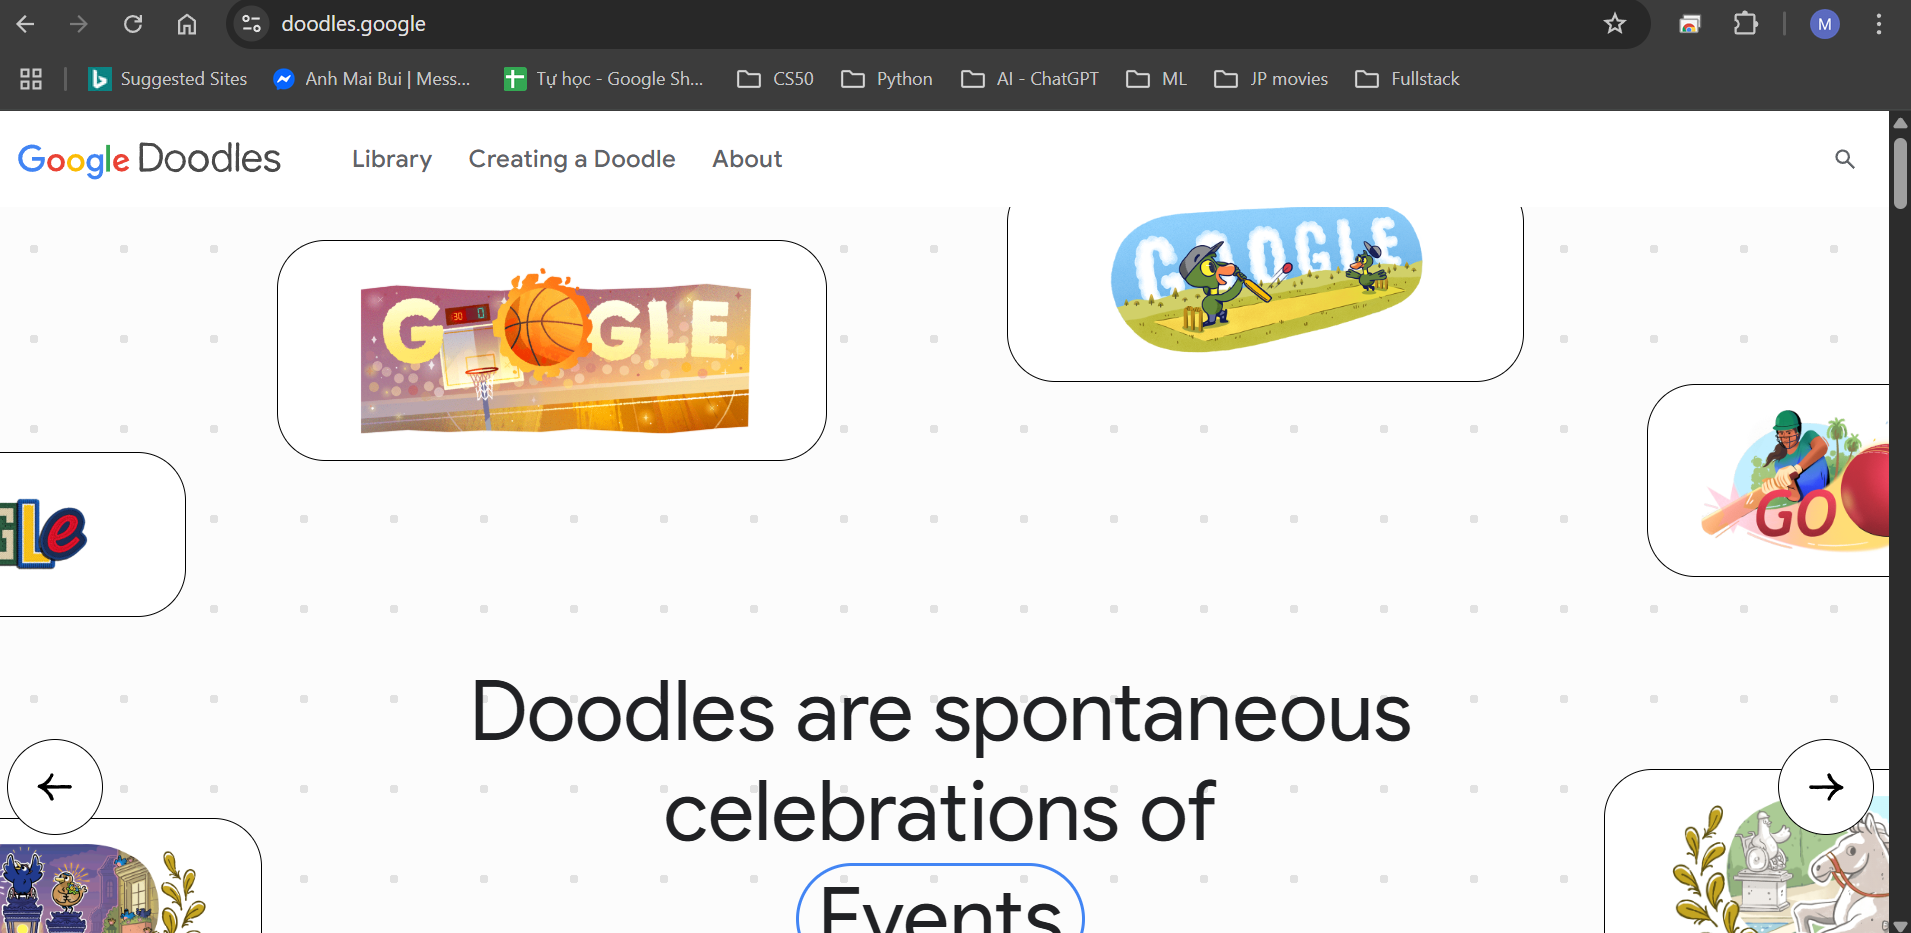 doodles.google
M
Suggested Sites
Anh Mai Bui | Mess...
Tự học - Google Sh...
CS50
Python
AI - ChatGPT
ML
JP movies
Fullstack
Google Doodles
Library
Creating a Doodle
About
GOOGLE
30 0
GOOGLE
GLe
GO
Doodles are spontaneous
celebrations of
Events